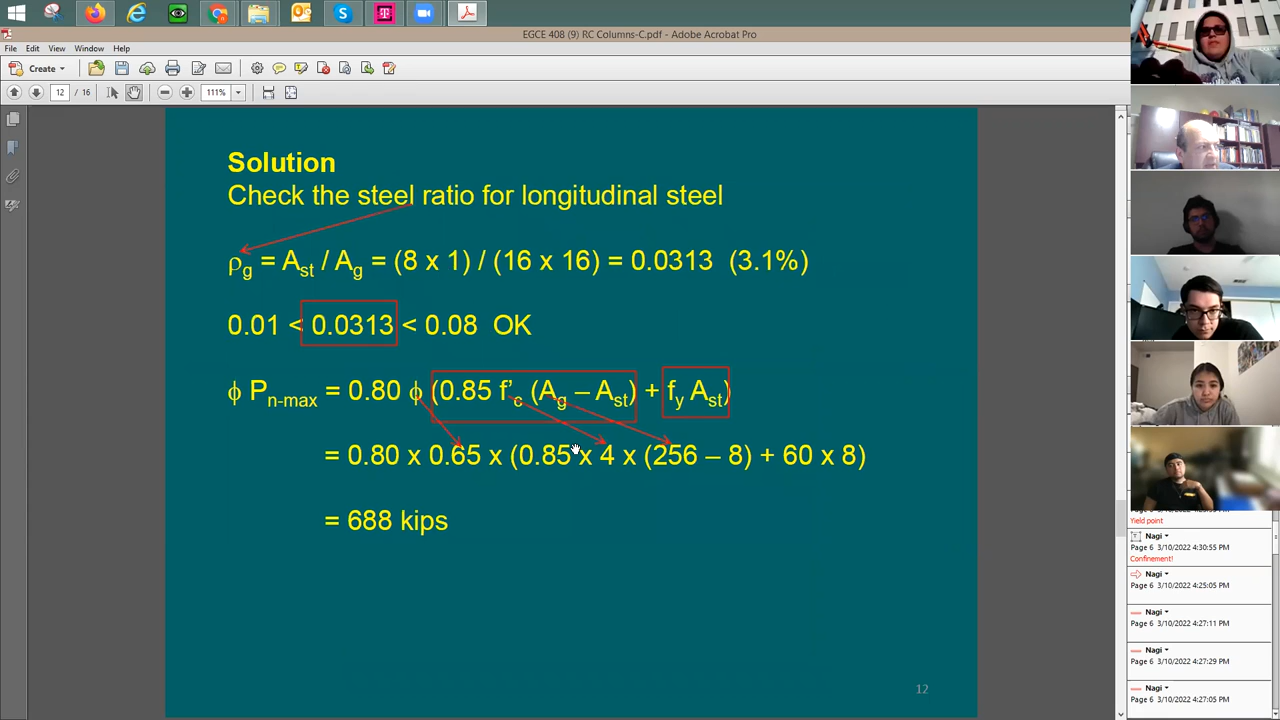 EGCE 408 (9) RC Columns-C.pdf - Adobe Acrobat Pro
File Edit View Window Help
Create
12 / 16 111%
Solution
Check the steel ratio for longitudinal steel
ρg = Ast / Ag = (8 x 1) / (16 x 16) = 0.0313 (3.1%)
0.01 < 0.0313 < 0.08 OK
ϕ Pn-max = 0.80 ϕ (0.85 f'c (Ag – Ast) + fy Ast)
= 0.80 x 0.65 x (0.85 x 4 x (256 – 8) + 60 x 8)
= 688 kips
12
Yield point
Nagi
Page 6 3/10/2022 4:30:55 PM
Confinement!
Nagi
Page 6 3/10/2022 4:25:05 PM
Nagi
Page 6 3/10/2022 4:27:11 PM
Nagi
Page 6 3/10/2022 4:27:29 PM
Nagi
Page 6 3/10/2022 4:27:05 PM